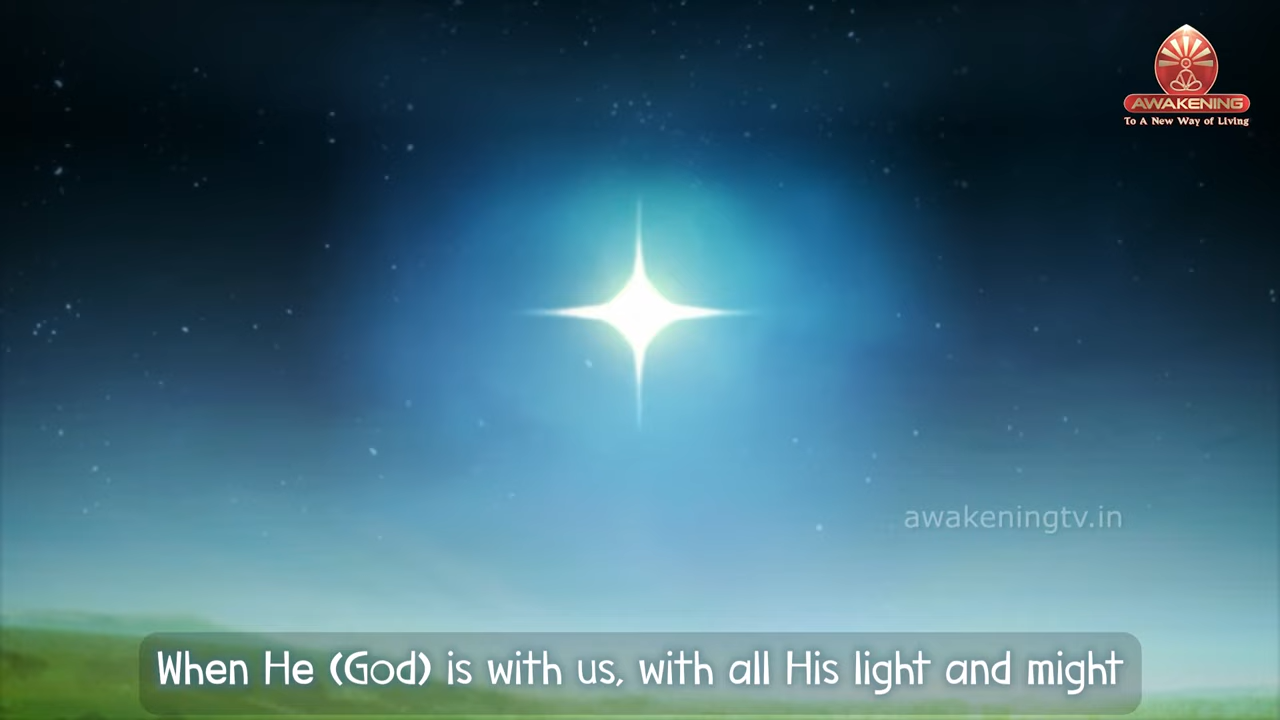 AWAKENING
To A New Way of Living
awakeningtv.in
When He (God) is with us, with all His light and might